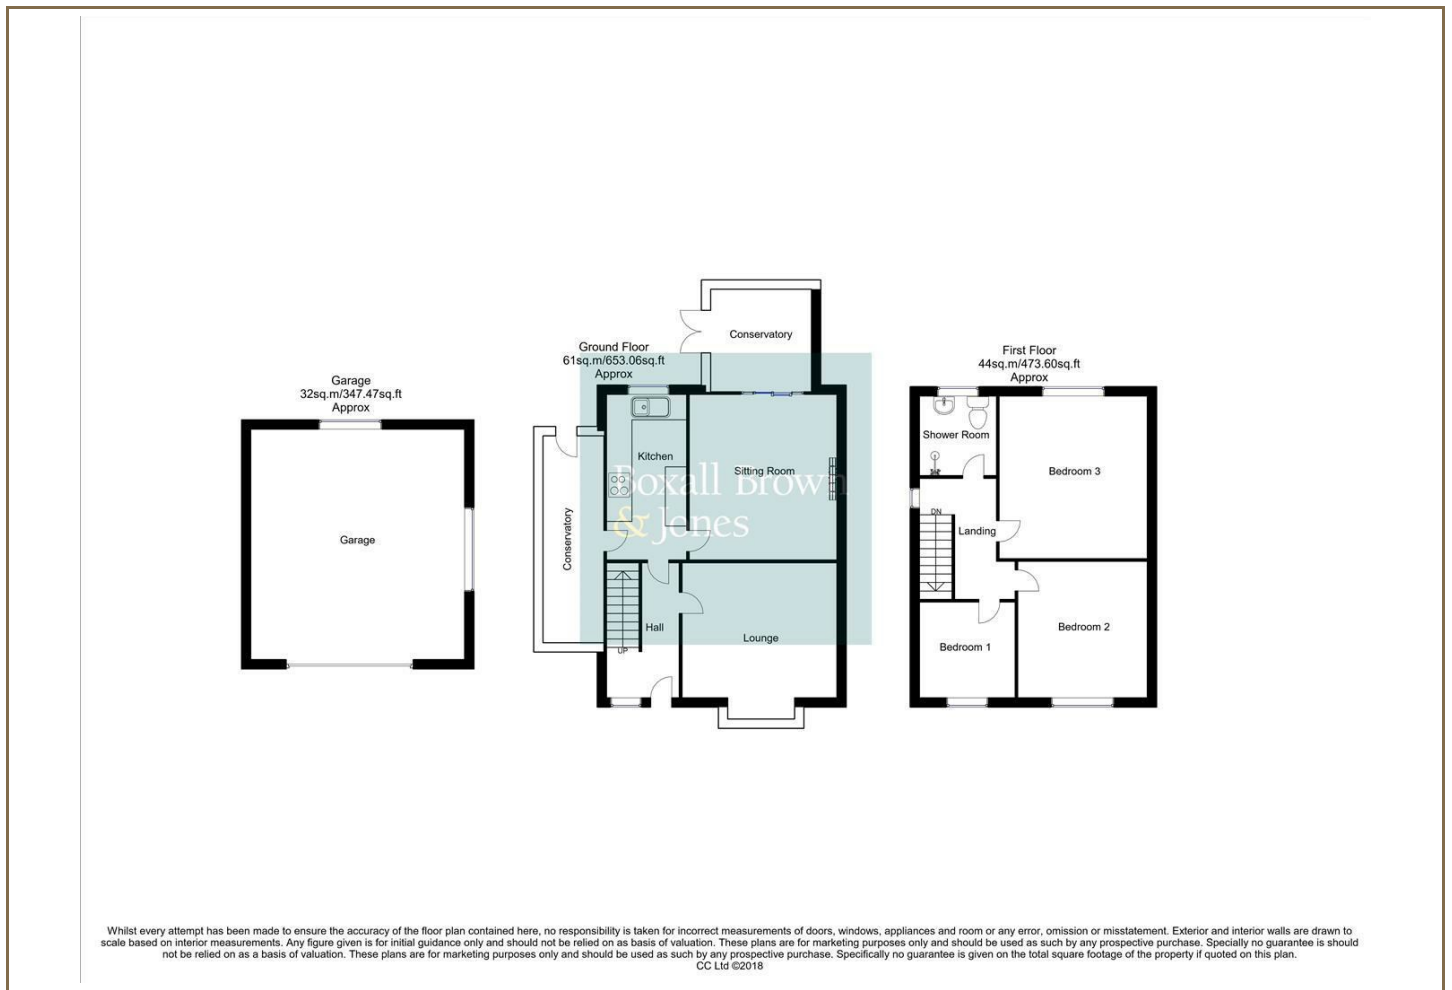 Conservatory
Ground Floor
61sq.m/653.06sq.ft
Approx
First Floor
44sq.m/473.60sq.ft
Approx
Garage
32sq.m/347.47sq.ft
Approx
Kitchen
Sitting Room
Shower Room
Bedroom 3
Boxall Brown
& Jones
Conservatory
Garage
DN
Landing
Hall
Lounge
UP
Bedroom 1
Bedroom 2
Whilst every attempt has been made to ensure the accuracy of the floor plan contained here, no responsibility is taken for incorrect measurements of doors, windows, appliances and room or any error, omission or misstatement. Exterior and interior walls are drawn to
scale based on interior measurements. Any figure given is for initial guidance only and should not be relied on as basis of valuation. These plans are for marketing purposes only and should be used as such by any prospective purchase. Specially no guarantee is should
not be relied on as a basis of valuation. These plans are for marketing purposes only and should be used as such by any prospective purchase. Specifically no guarantee is given on the total square footage of the property if quoted on this plan.
CC Ltd ©2018